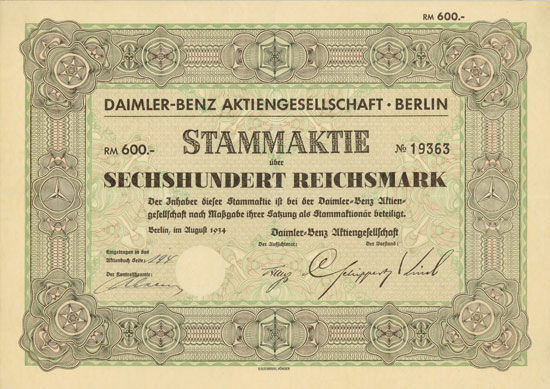 RM 600.-
DAIMLER-BENZ AKTIENGESELLSCHAFT · BERLIN
RM 600.- STAMMAKTIE № 19363
über
SECHSHUNDERT REICHSMARK
Der Inhaber dieser Stammaktie ist bei der Daimler-Benz Aktien-
gesellschaft nach Maßgabe ihrer Satzung als Stammaktionär beteiligt.
Berlin, im August 1934 Daimler-Benz Aktiengesellschaft
Der Aufsichtsrat: Der Vorstand:
Eingetragen in das
Aktienbuch Seite:
Der Kontrollbeamte: